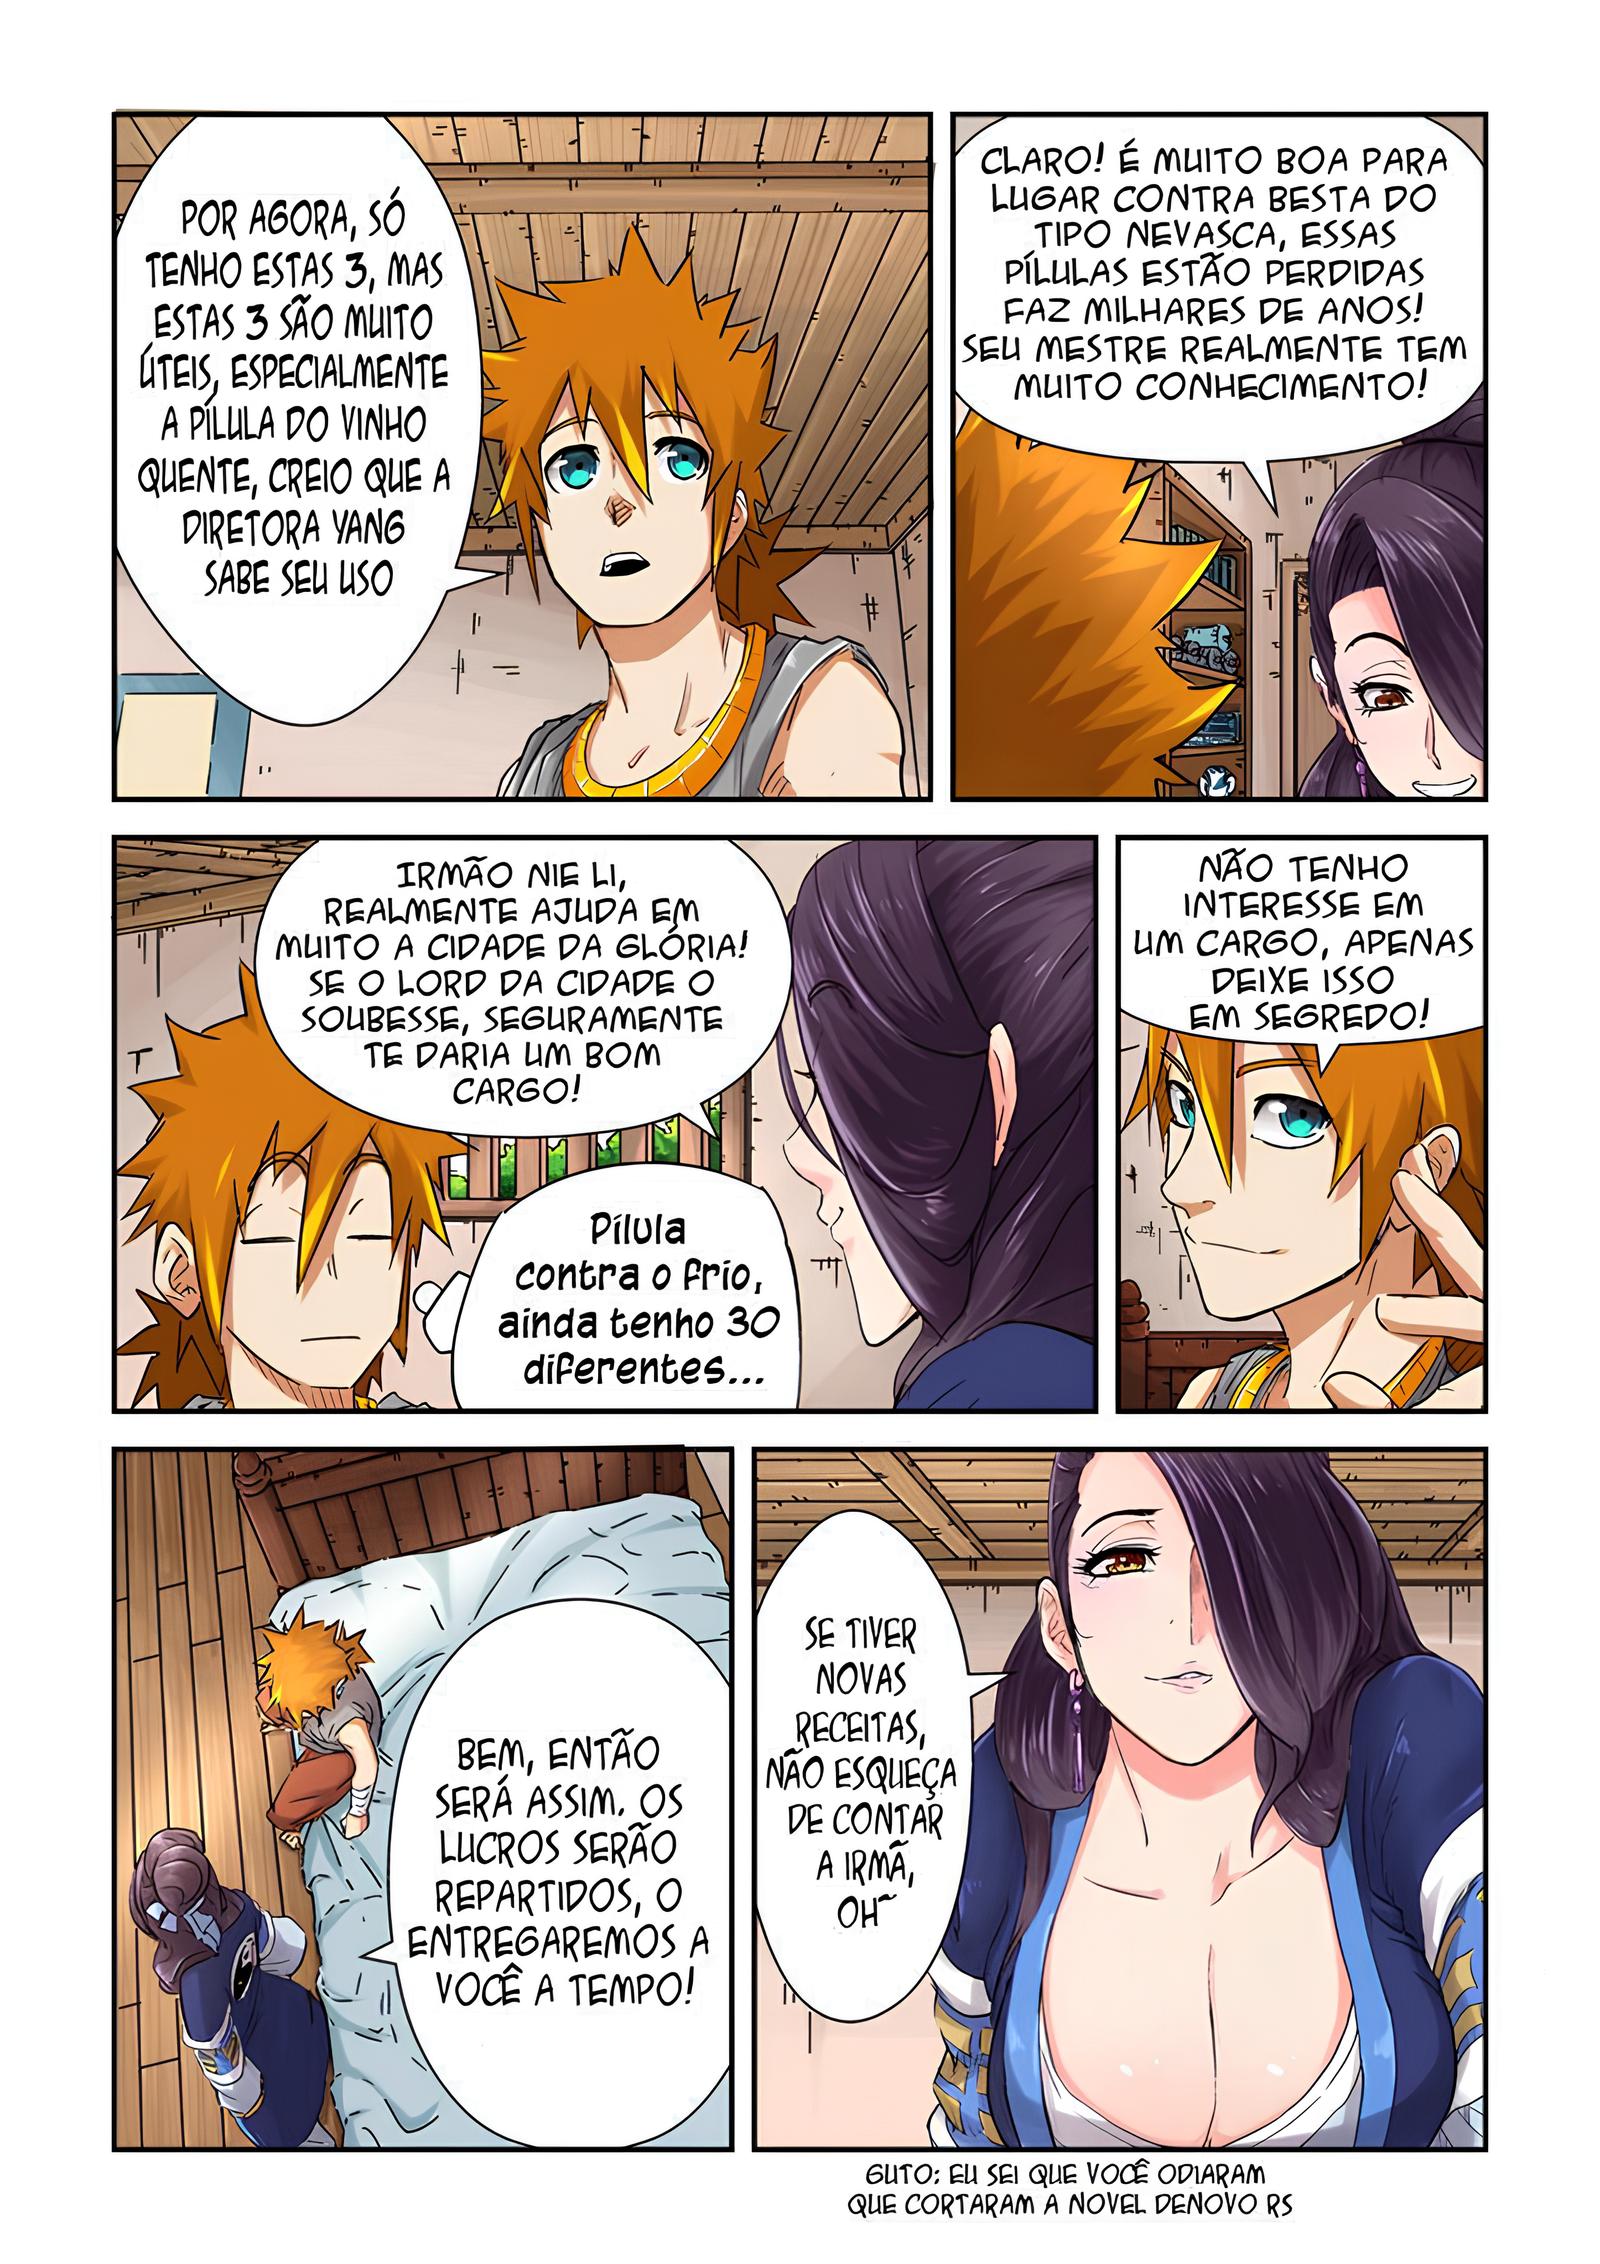 POR AGORA, SÓ
TENHO ESTAS 3, MAS
ESTAS 3 SÃO MUITO
ÚTEIS, ESPECIALMENTE
A PÍLULA DO VINHO
QUENTE, CREIO QUE A
DIRETORA YANG
SABE SEU USO
CLARO! É MUITO BOA PARA
LUGAR CONTRA BESTA DO
TIPO NEVASCA, ESSAS
PÍLULAS ESTÃO PERDIDAS
FAZ MILHARES DE ANOS!
SEU MESTRE REALMENTE TEM
MUITO CONHECIMENTO!
IRMÃO NIE LI,
REALMENTE AJUDA EM
MUITO A CIDADE DA GLÓRIA!
SE O LORD DA CIDADE O
SOUBESSE, SEGURAMENTE
TE DARIA UM BOM
CARGO!
Pílula
contra o frio,
ainda tenho 30
diferentes...
NÃO TENHO
INTERESSE EM
UM CARGO, APENAS
DEIXE ISSO
EM SEGREDO!
BEM, ENTÃO
SERÁ ASSIM. OS
LUCROS SERÃO
REPARTIDOS, O
ENTREGAREMOS A
VOCÊ A TEMPO!
SE TIVER
NOVAS
RECEITAS,
NÃO ESQUEÇA
DE CONTAR
A IRMÃ,
OH~
GUTO: EU SEI QUE VOCÊ ODIARAM
QUE CORTARAM A NOVEL DENOVO RS